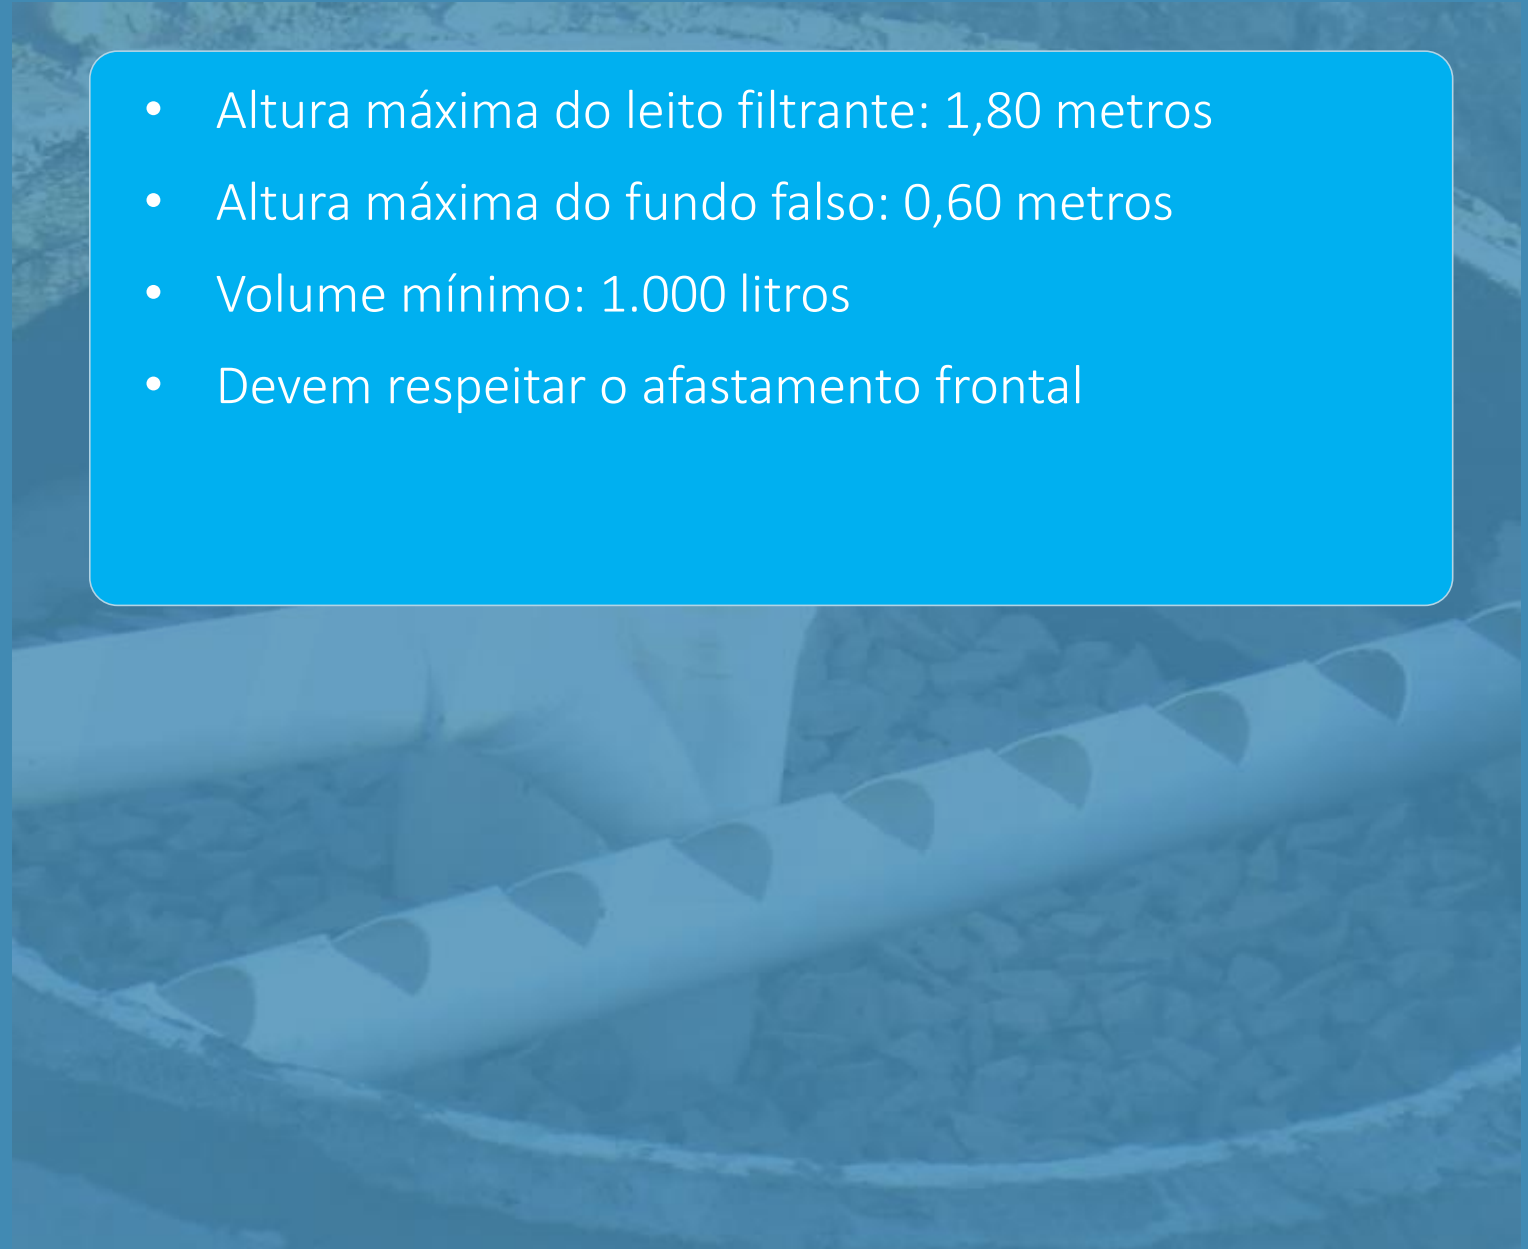 • Altura máxima do leito filtrante: 1,80 metros
• Altura máxima do fundo falso: 0,60 metros
• Volume mínimo: 1.000 litros
• Devem respeitar o afastamento frontal